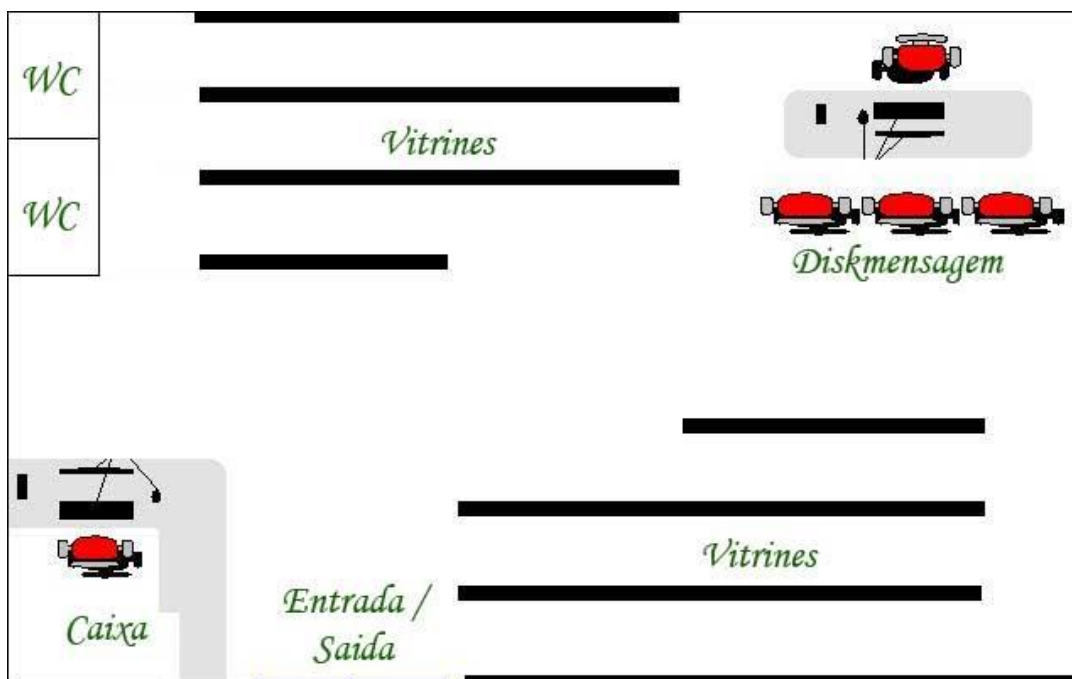 WC
Vitrines
WC
Diskmensagem
Vitrines
Entrada /
Saida
Caixa